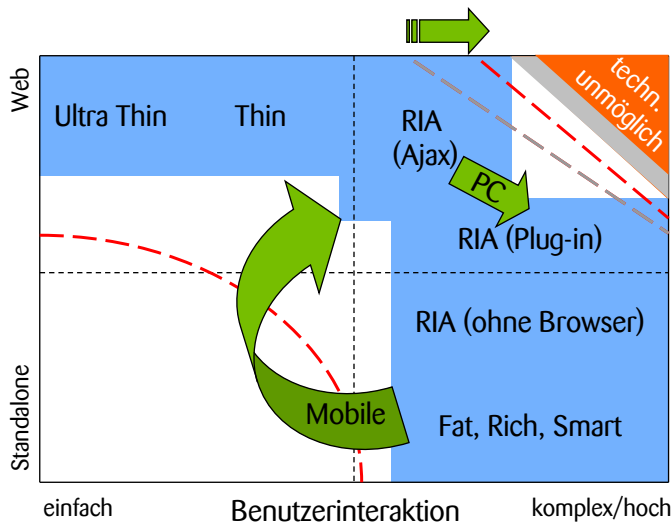 Web
techn.
unmöglich
Ultra Thin
Thin
RIA
(Ajax)
PC
RIA (Plug-in)
RIA (ohne Browser)
Mobile
Fat, Rich, Smart
Standalone
einfach
Benutzerinteraktion
komplex/hoch